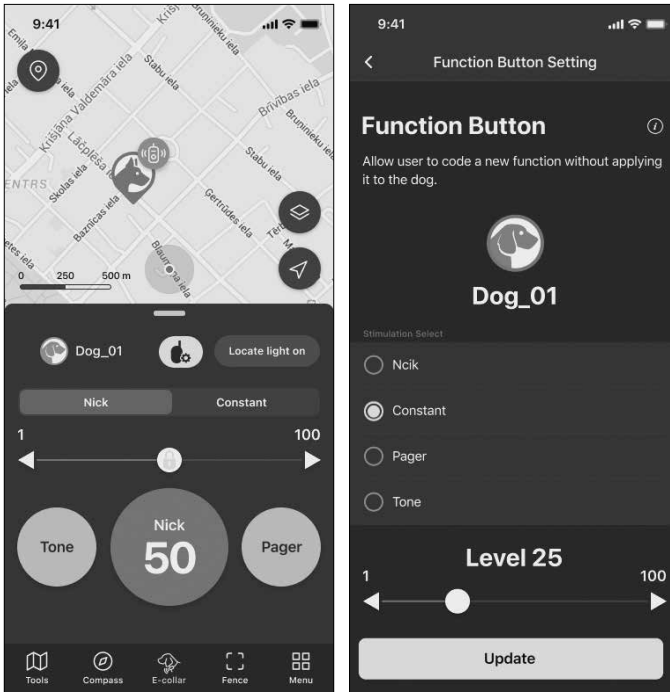 9:41
Emīla
Bruņinieku iela
Stabu iela
Krišjāņa Valdemāra iela
Brīvības iela
Bruņinieku iela
Lāčplēša
Stabu iela
ENTRS
Skolas iela
Ģertrūdes iela
Baznīcas iela
0 250 500 m
Dog_01
Locate light on
Nick Constant
1 100
Tone
Nick
50
Pager
Tools Compass E-collar Fence Menu
9:41
Function Button Setting
Function Button
Allow user to code a new function without applying
it to the dog.
Dog_01
Stimulation Select
Ncik
Constant
Pager
Tone
Level 25
1 100
Update